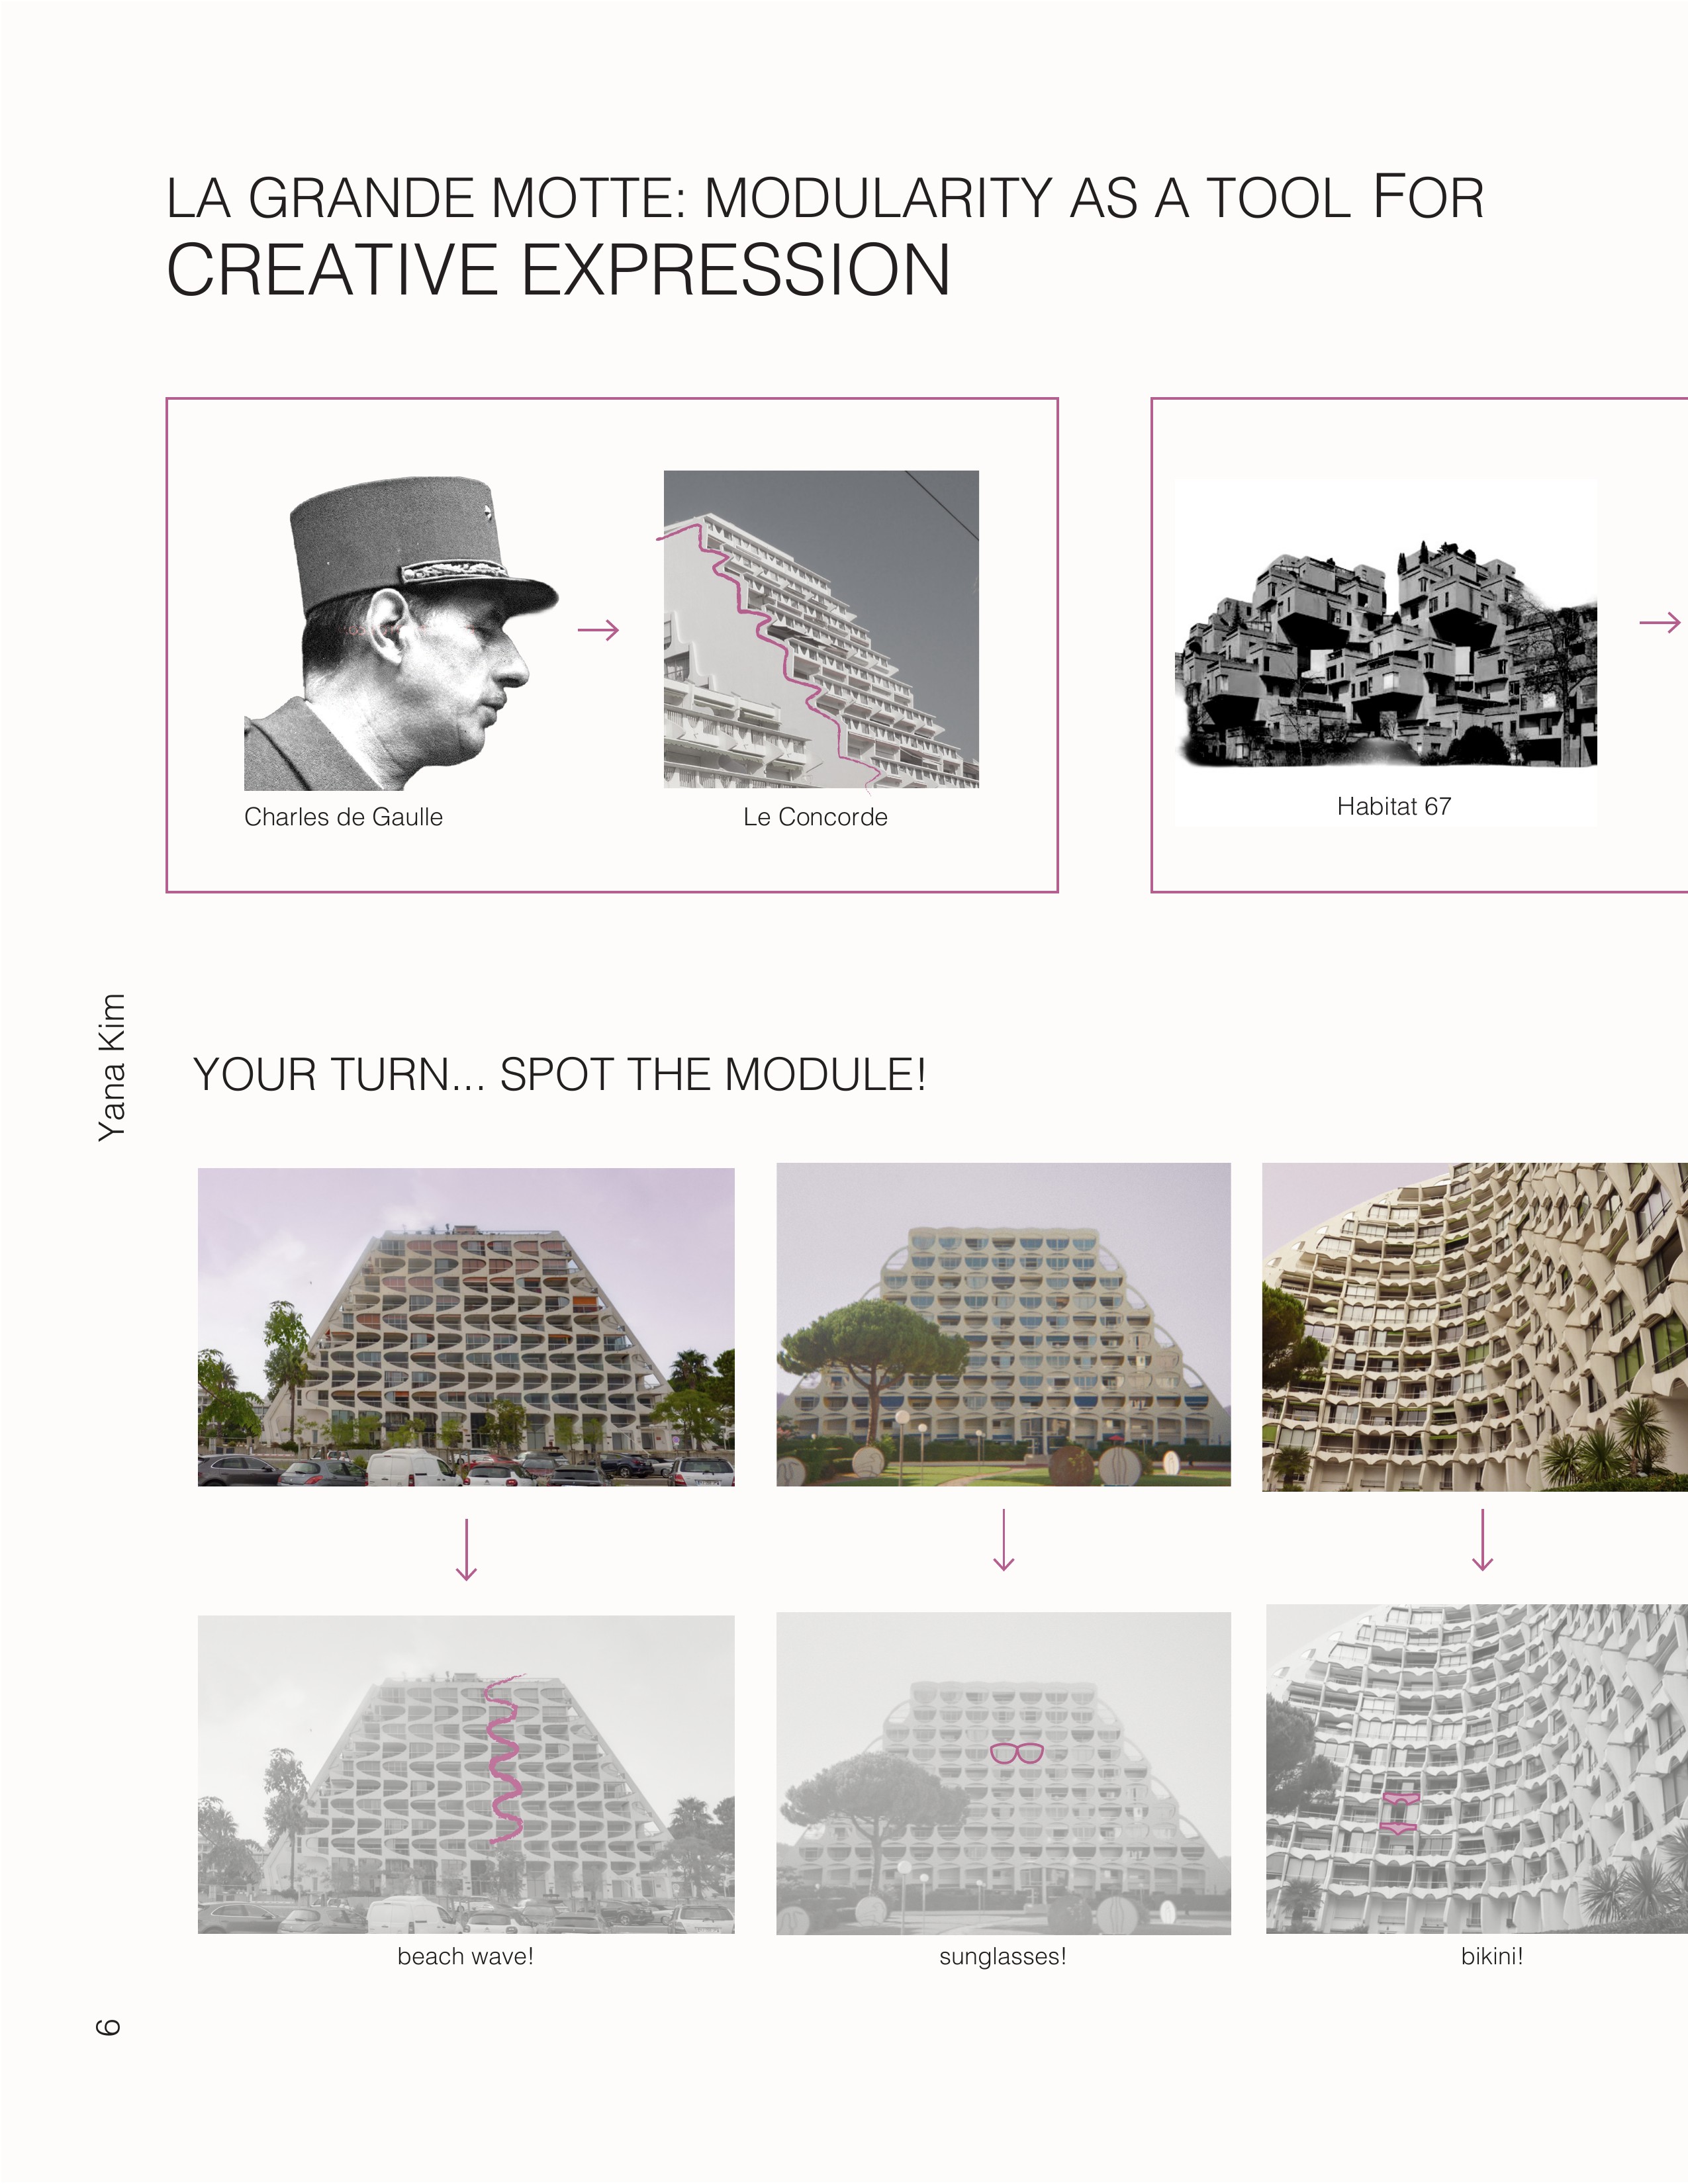 LA GRANDE MOTTE: MODULARITY AS A TOOL FOR
CREATIVE EXPRESSION
Charles de Gaulle
Le Concorde
Habitat 67
Yana Kim
YOUR TURN... SPOT THE MODULE!
beach wave!
sunglasses!
bikini!
6